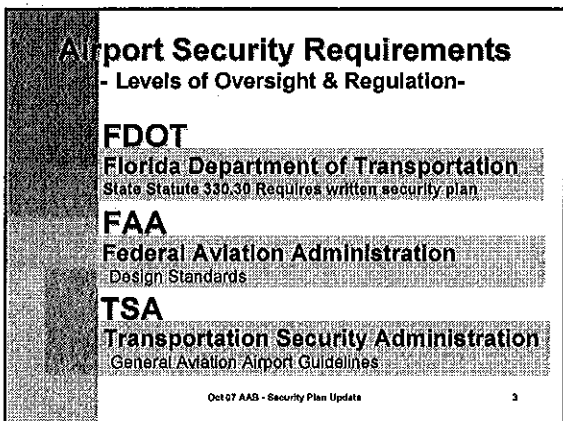 Airport Security Requirements
- Levels of Oversight & Regulation-
FDOT
Florida Department of Transportation
State Statute 330.30 Requires written security plan
FAA
Federal Aviation Administration
Design Standards
TSA
Transportation Security Administration
General Aviation Airport Guidelines
Oct 07 AAB - Security Plan Update 3